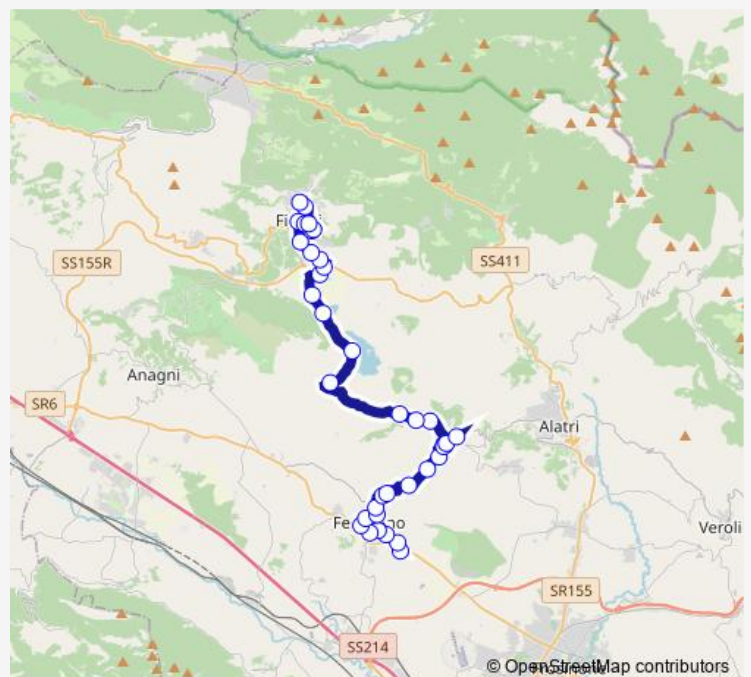 SS155R
SS411
Anagni
SR6
Alatri
Veroli
SR155
SS214
© OpenStreetMap contributors